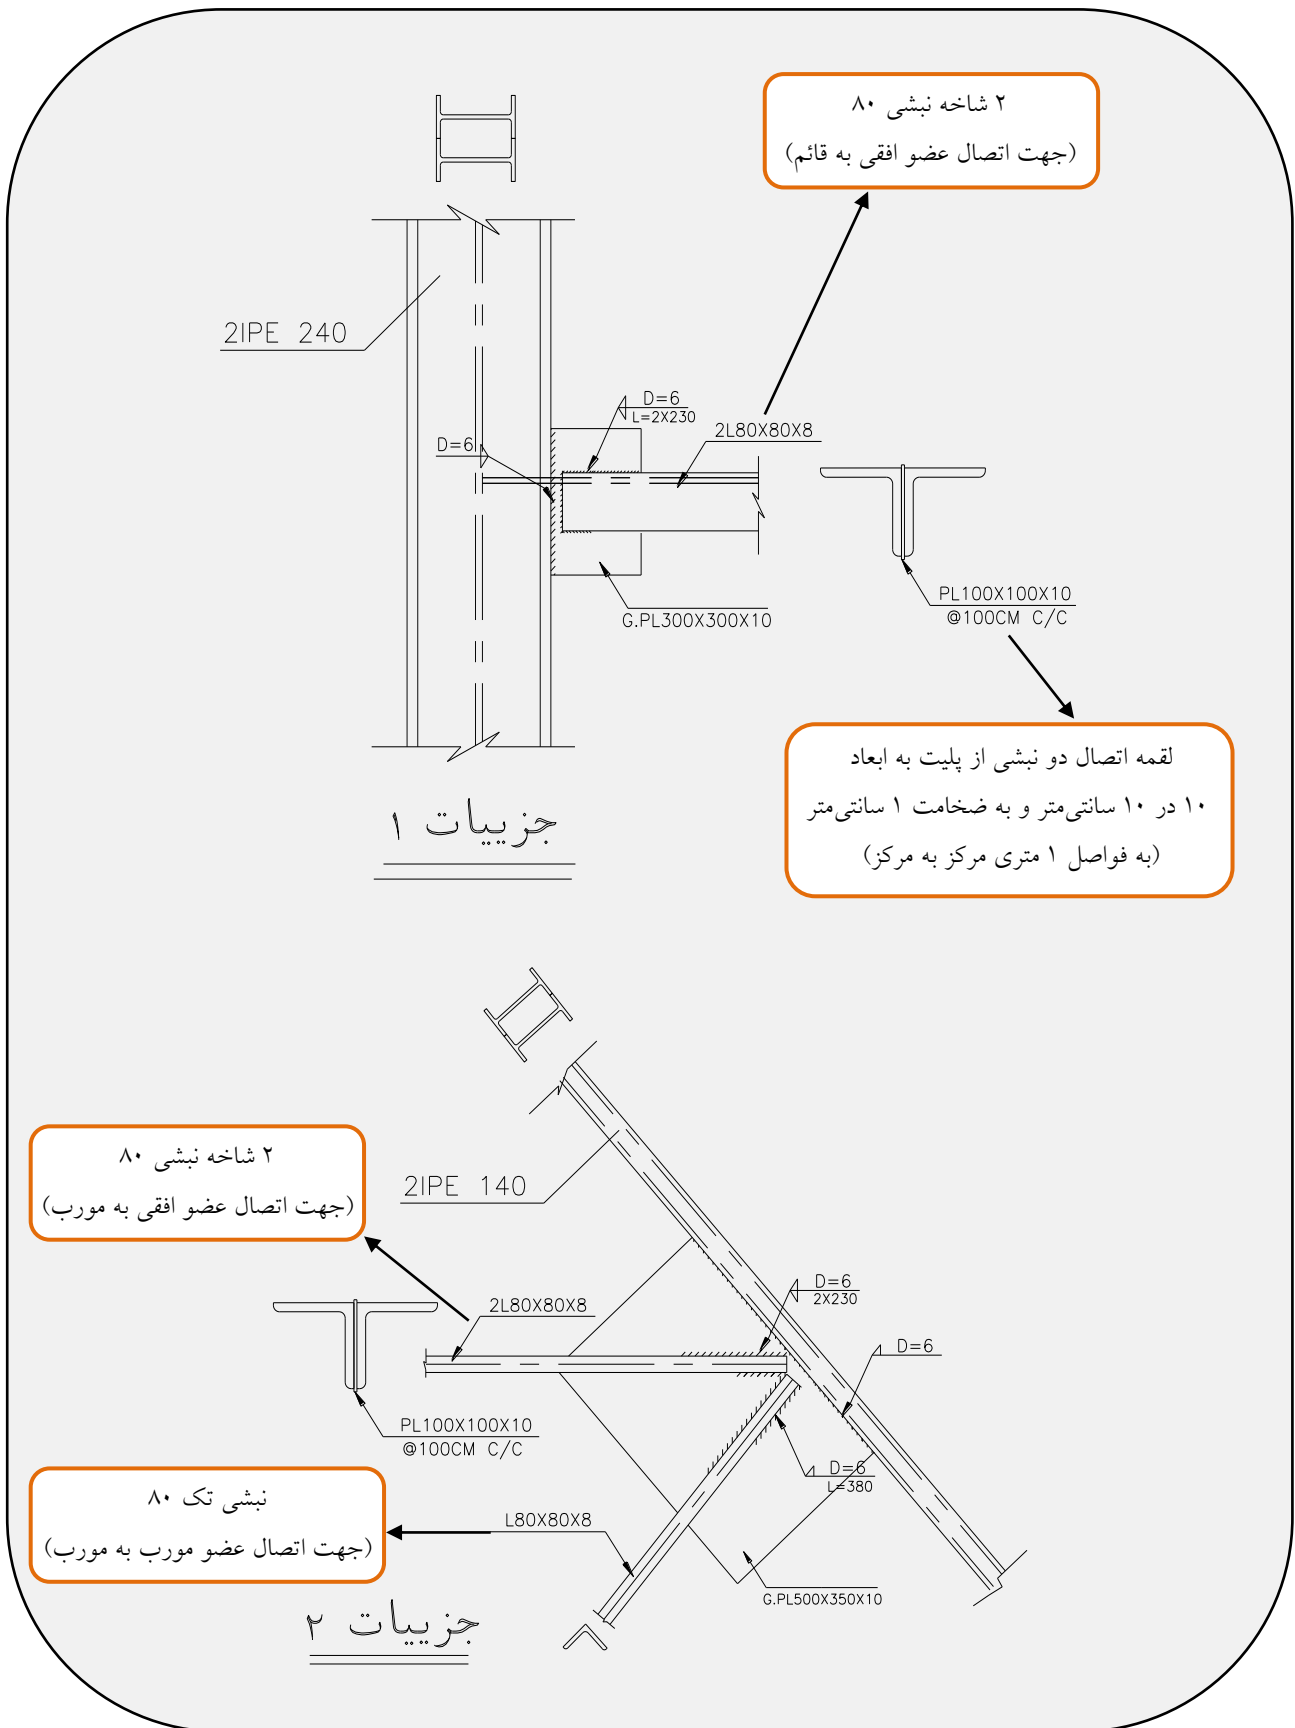 ۲ شاخه نبشی ۸۰
(جهت اتصال عضو افقی به قائم)
2IPE 240
D=6
L=2X230
D=6
2L80X80X8
G.PL300X300X10
PL100X100X10
@100CM C/C
لقمه اتصال دو نبشی از پلیت به ابعاد
۱۰ در ۱۰ سانتی‌متر و به ضخامت ۱ سانتی‌متر
(به فواصل ۱ متری مرکز به مرکز)
جزییات ۱
۲ شاخه نبشی ۸۰
(جهت اتصال عضو افقی به مورب)
2IPE 140
2L80X80X8
D=6
2X230
D=6
PL100X100X10
@100CM C/C
D=6
L=380
نبشی تک ۸۰
(جهت اتصال عضو مورب به مورب)
L80X80X8
G.PL500X350X10
جزییات ۲